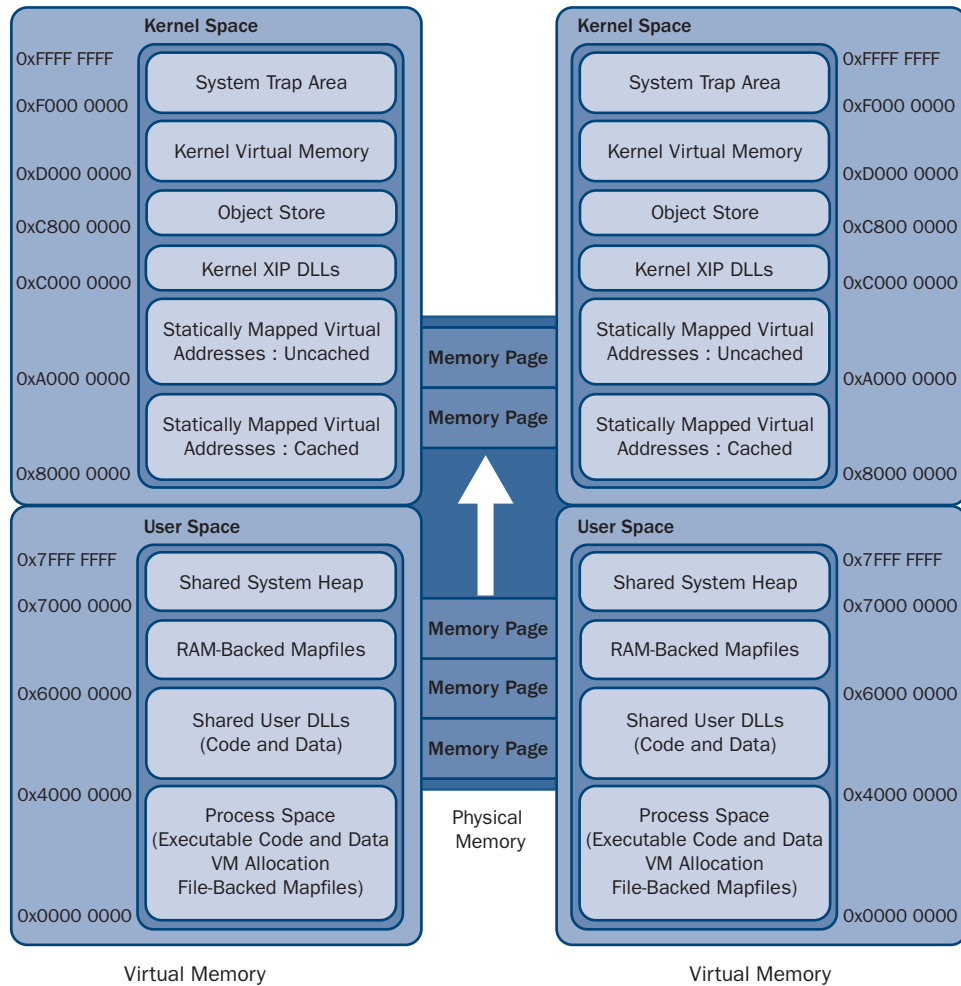 Kernel Space
0xFFFF FFFF
System Trap Area
0xF000 0000
Kernel Virtual Memory
0xD000 0000
Object Store
0xC800 0000
Kernel XIP DLLs
0xC000 0000
Statically Mapped Virtual
Addresses : Uncached
0xA000 0000
Statically Mapped Virtual
Addresses : Cached
0x8000 0000
User Space
0x7FFF FFFF
Shared System Heap
0x7000 0000
RAM-Backed Mapfiles
0x6000 0000
Shared User DLLs
(Code and Data)
0x4000 0000
Process Space
(Executable Code and Data
VM Allocation
File-Backed Mapfiles)
0x0000 0000
Virtual Memory
Memory Page
Memory Page
Memory Page
Memory Page
Memory Page
Physical
Memory
Kernel Space
0xFFFF FFFF
System Trap Area
0xF000 0000
Kernel Virtual Memory
0xD000 0000
Object Store
0xC800 0000
Kernel XIP DLLs
0xC000 0000
Statically Mapped Virtual
Addresses : Uncached
0xA000 0000
Statically Mapped Virtual
Addresses : Cached
0x8000 0000
User Space
0x7FFF FFFF
Shared System Heap
0x7000 0000
RAM-Backed Mapfiles
0x6000 0000
Shared User DLLs
(Code and Data)
0x4000 0000
Process Space
(Executable Code and Data
VM Allocation
File-Backed Mapfiles)
0x0000 0000
Virtual Memory